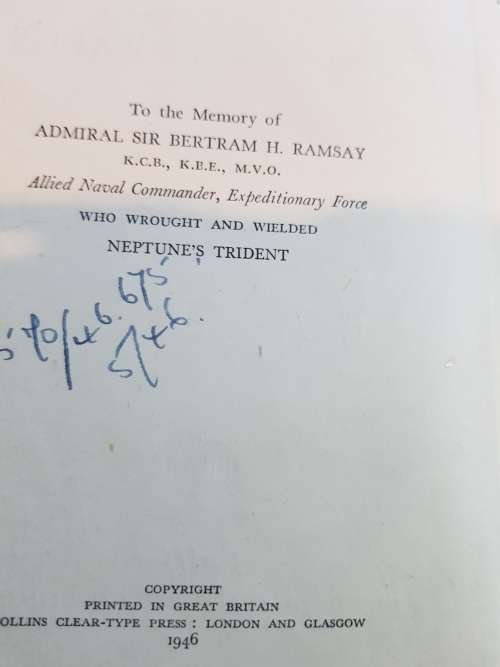 To the Memory of
ADMIRAL SIR BERTRAM H. RAMSAY
K.C.B., K.B.E., M.V.O.
Allied Naval Commander, Expeditionary Force
WHO WROUGHT AND WIELDED
NEPTUNE'S TRIDENT
COPYRIGHT
PRINTED IN GREAT BRITAIN
OLLINS CLEAR-TYPE PRESS : LONDON AND GLASGOW
1946